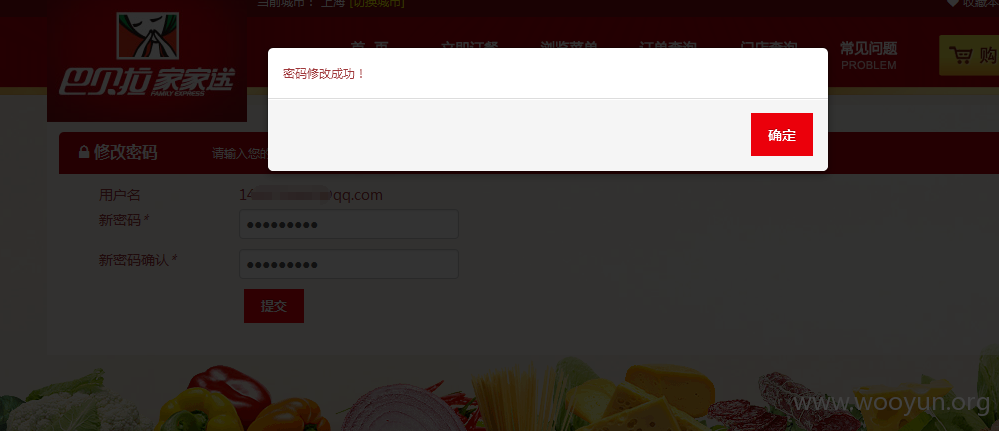 当前城市： 上海 [切换城市]
收藏本
首 页 立即订餐 浏览菜单 订单查询 门店查询 常见问题
PROBLEM
购
巴贝拉 家家送
FAMILY EXPRESS
密码修改成功！
确定
修改密码 请输入您的
用户名 14 qq.com
新密码 *
新密码确认 *
提交
www.wooyun.org